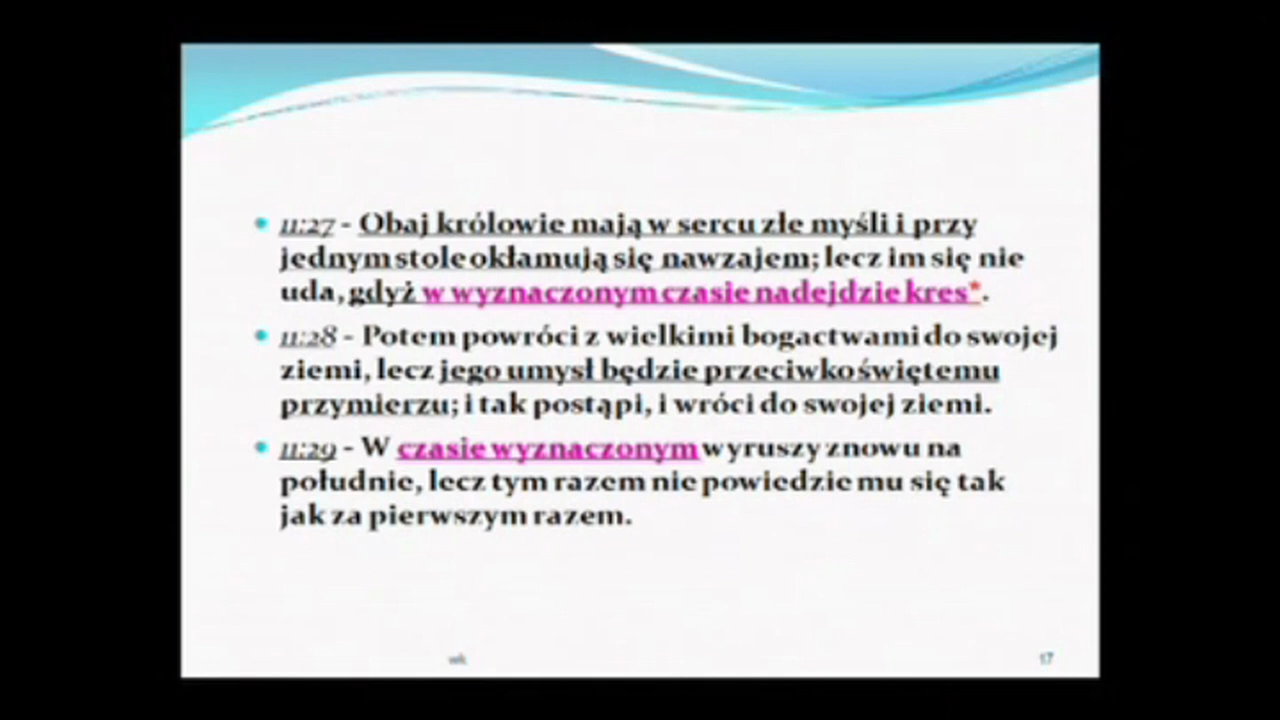 • 11:27 - Obaj królowie mają w sercu złe myśli i przy
jednym stole okłamują się nawzajem; lecz im się nie
uda, gdyż w wyznaczonym czasie nadejdzie kres*.
• 11:28 - Potem powróci z wielkimi bogactwami do swojej
ziemi, lecz jego umysł będzie przeciwko świętemu
przymierzu; i tak postąpi, i wróci do swojej ziemi.
• 11:29 - W czasie wyznaczonym wyruszy znowu na
południe, lecz tym razem nie powiedzie mu się tak
jak za pierwszym razem.
wk
17